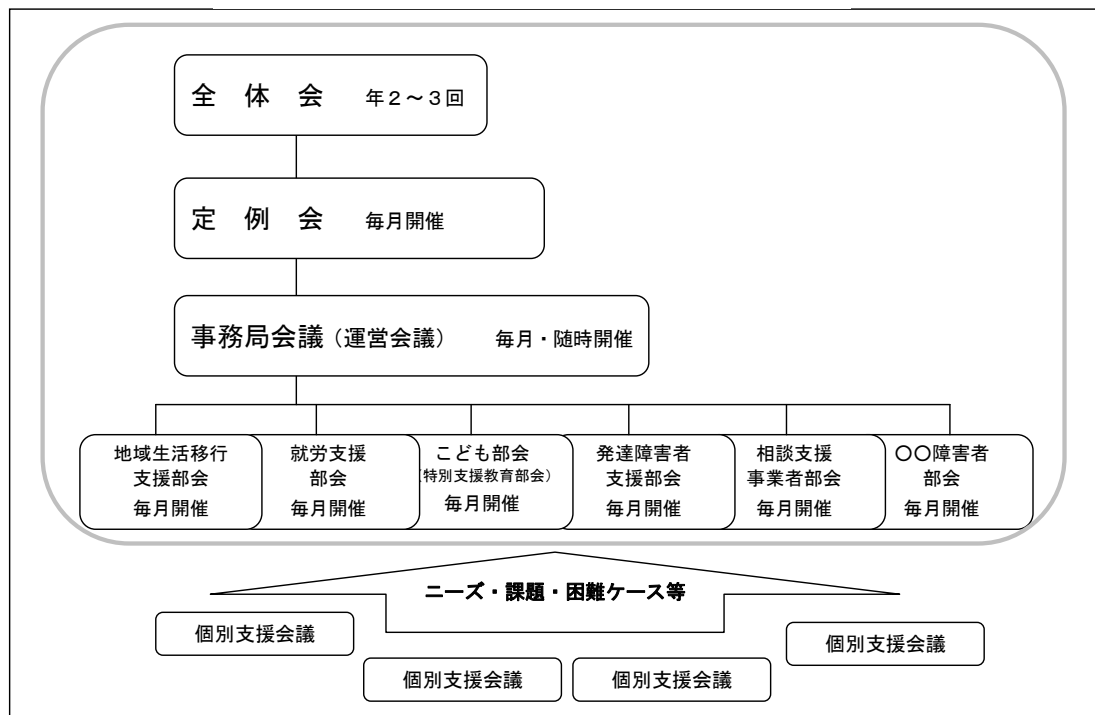 全　体　会　　年２～３回
定　例　会　　毎月開催
事務局会議（運営会議）　　毎月・随時開催
地域生活移行
支援部会
毎月開催
就労支援
部会
毎月開催
こども部会
（特別支援教育部会）
毎月開催
発達障害者
支援部会
毎月開催
相談支援
事業者部会
毎月開催
〇〇障害者
部会
毎月開催
ニーズ・課題・困難ケース等
個別支援会議
個別支援会議
個別支援会議
個別支援会議